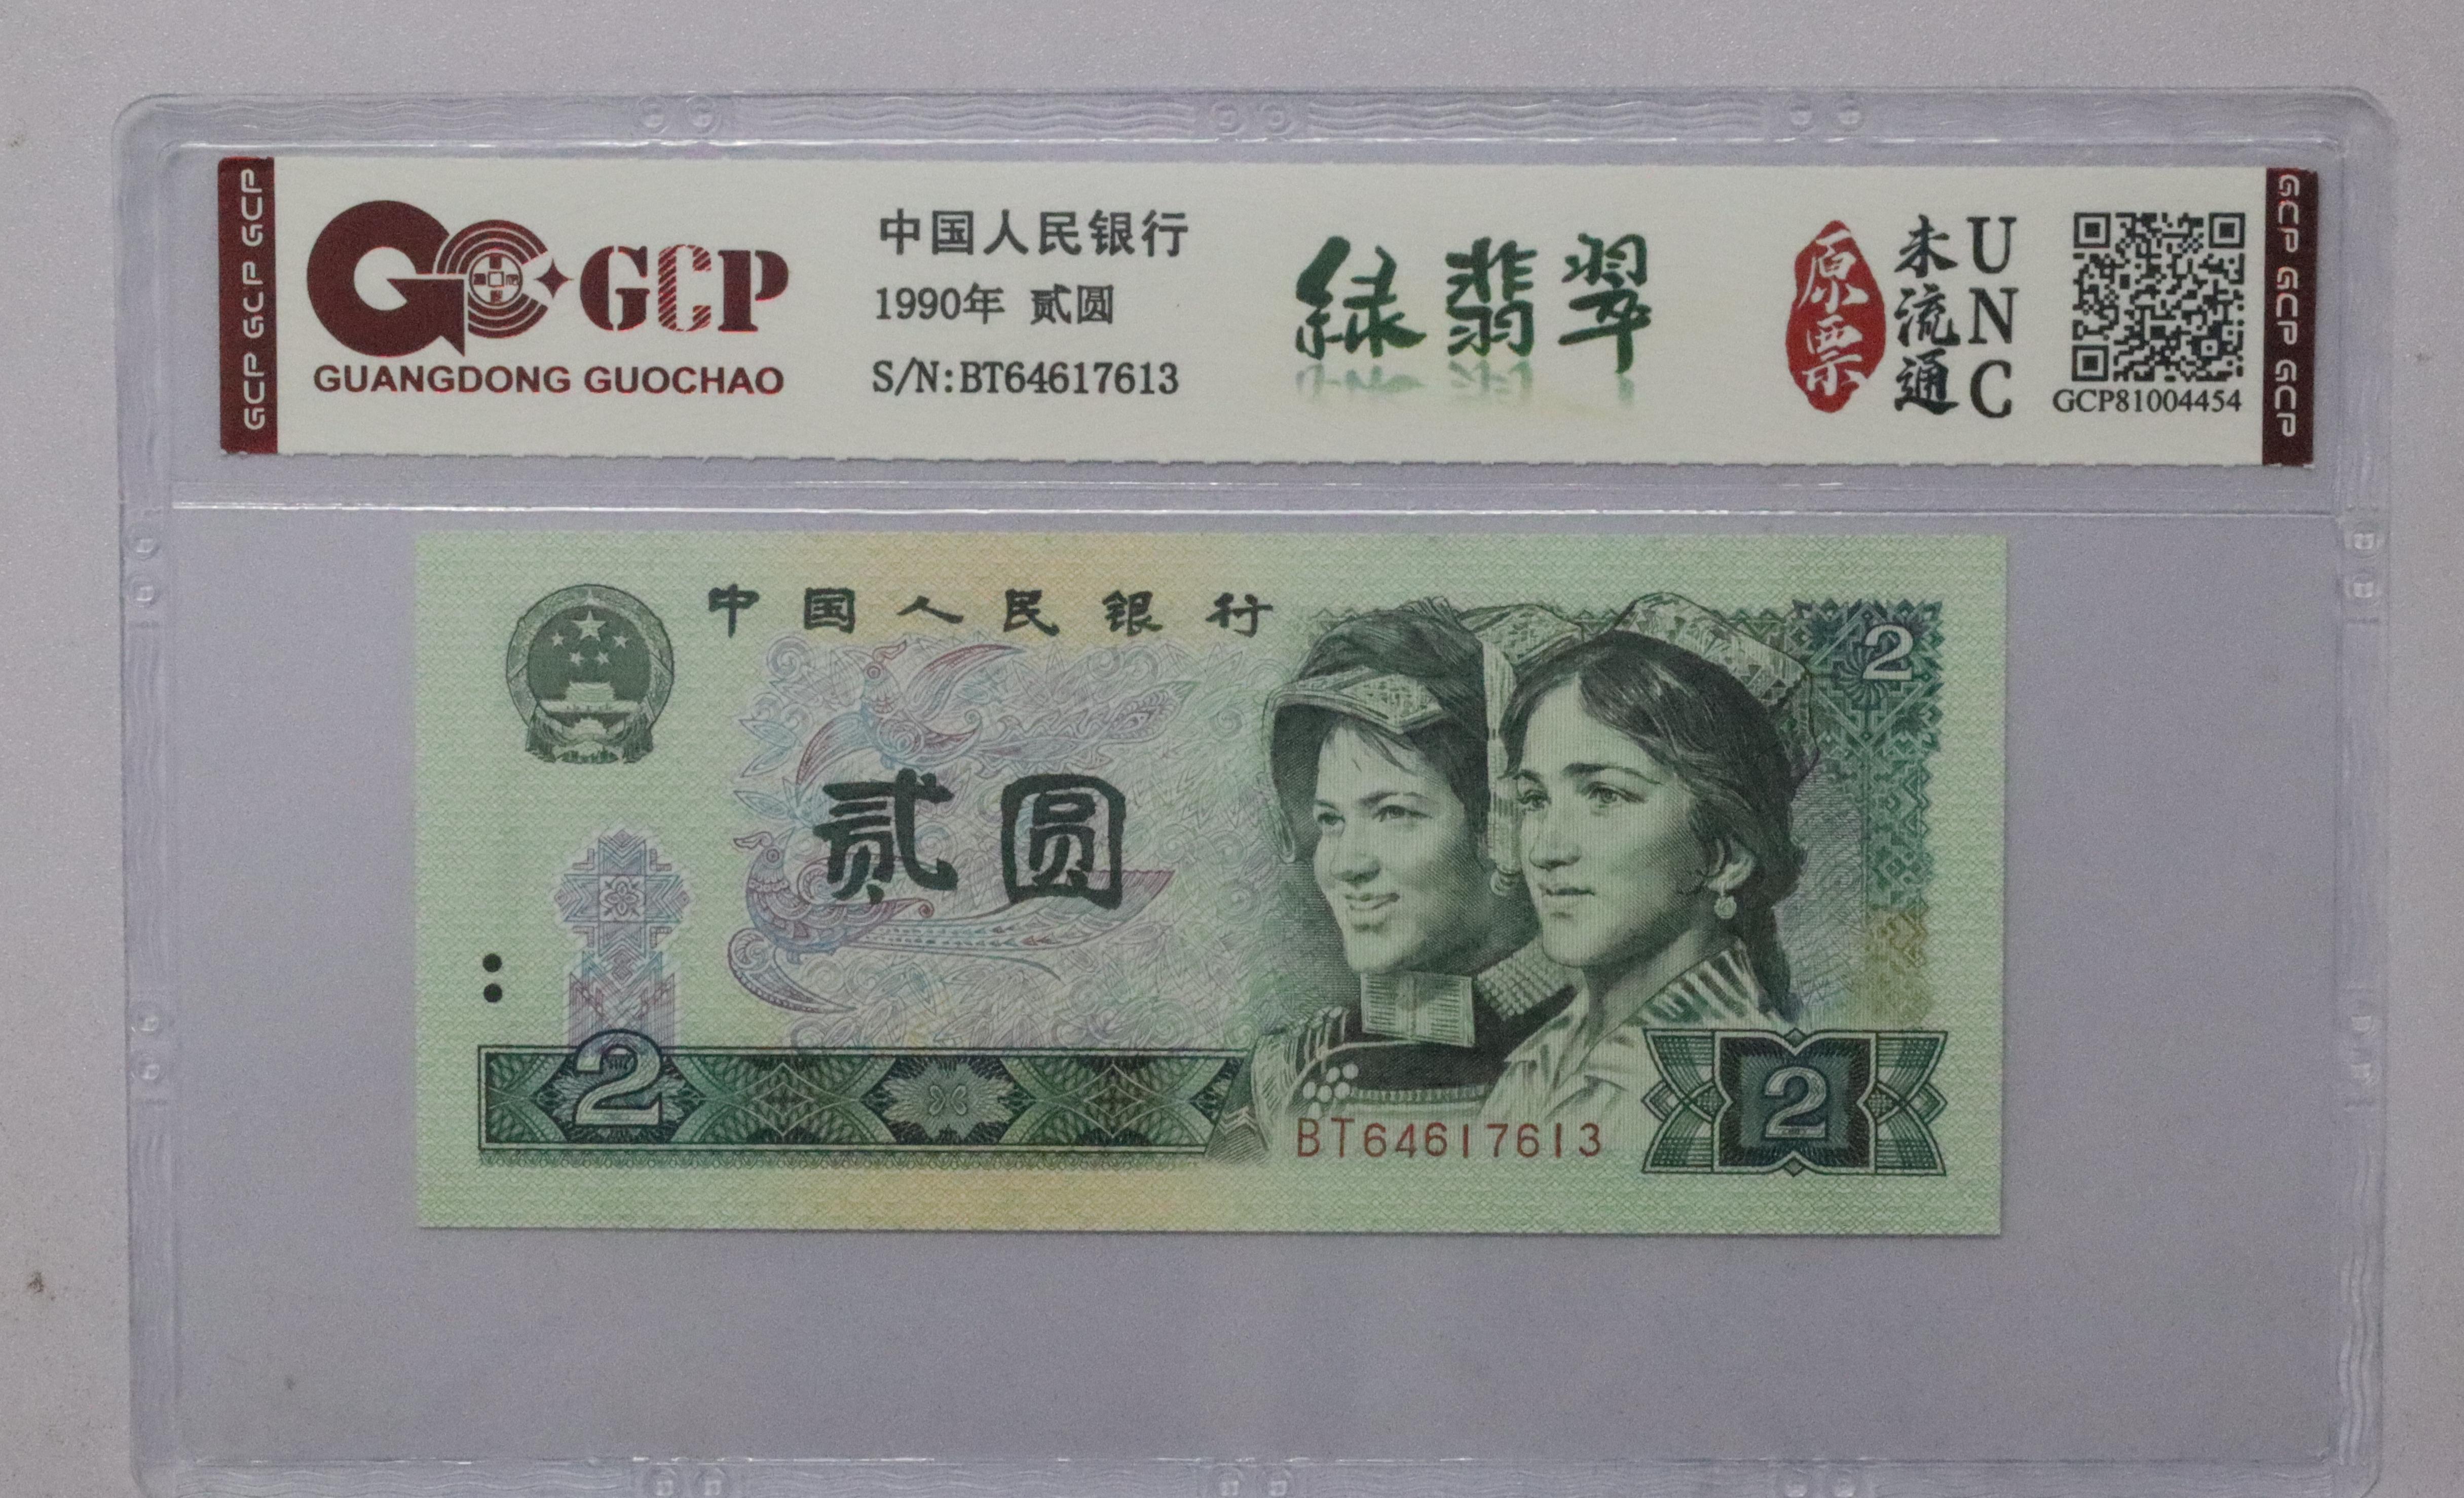 GCP GCP GCP
GCP
GUANGDONG GUOCHAO
中国人民银行
1990年 贰圆
S/N:BT64617613
绿翡翠
原票
未流通
UNC
GCP81004454
GCP GCP GCP
中国人民银行
2
贰圆
2
BT64617613
2